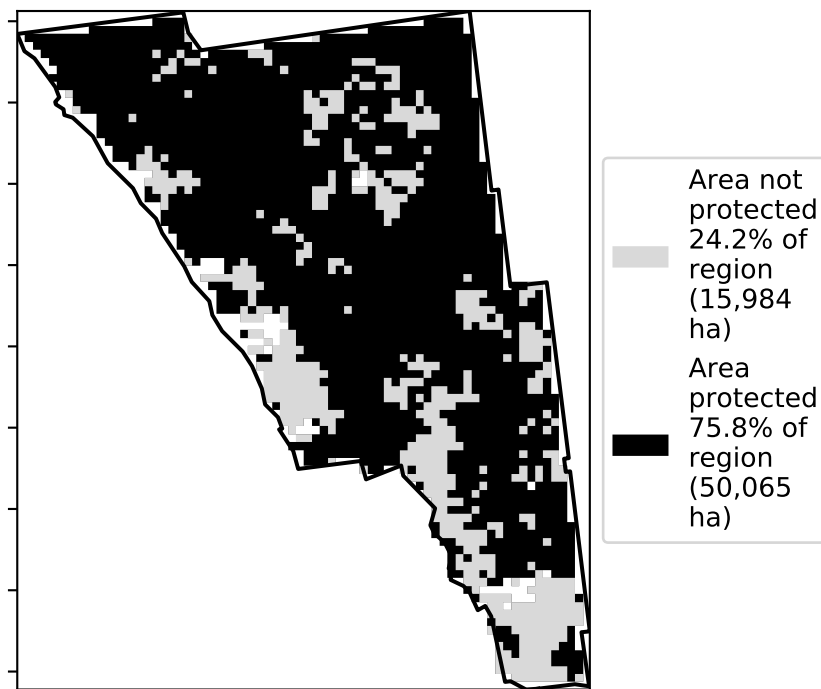 Area not
protected
24.2% of
region
(15,984
ha)
Area
protected
75.8% of
region
(50,065
ha)